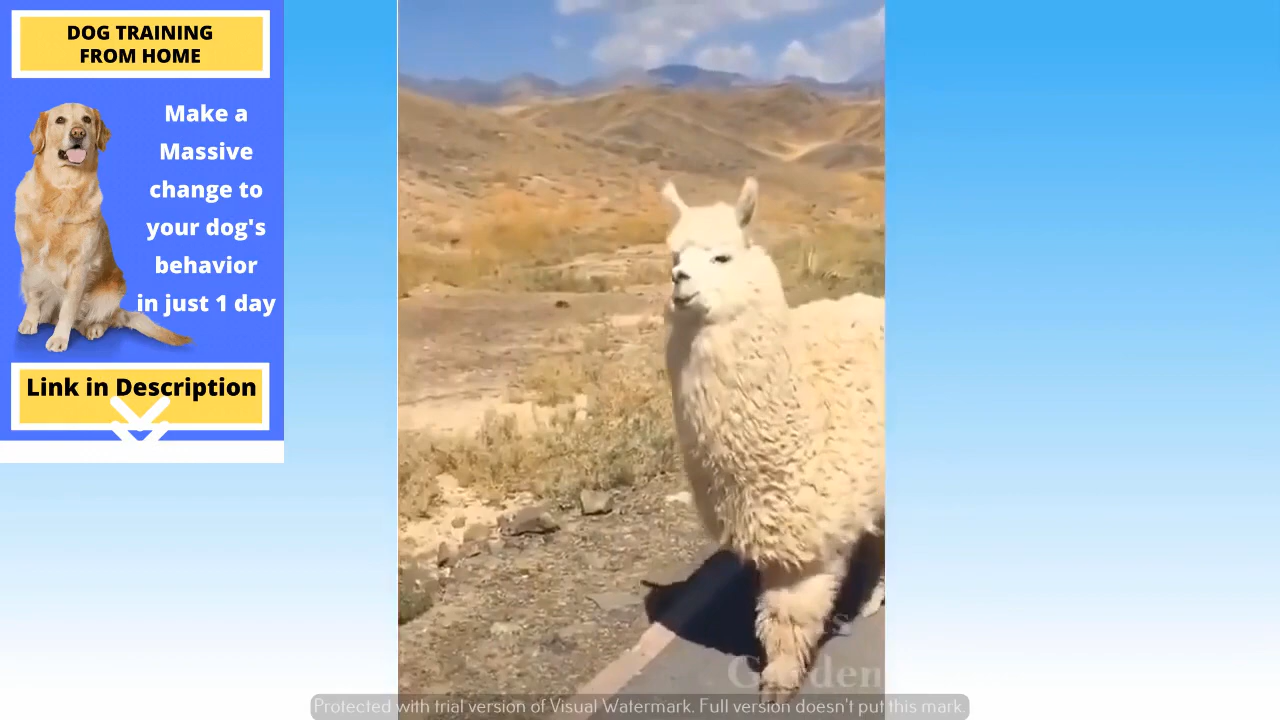 DOG TRAINING
FROM HOME
Make a
Massive
change to
your dog's
behavior
in just 1 day
Link in Description
Protected with trial version of Visual Watermark. Full version doesn't put this mark.